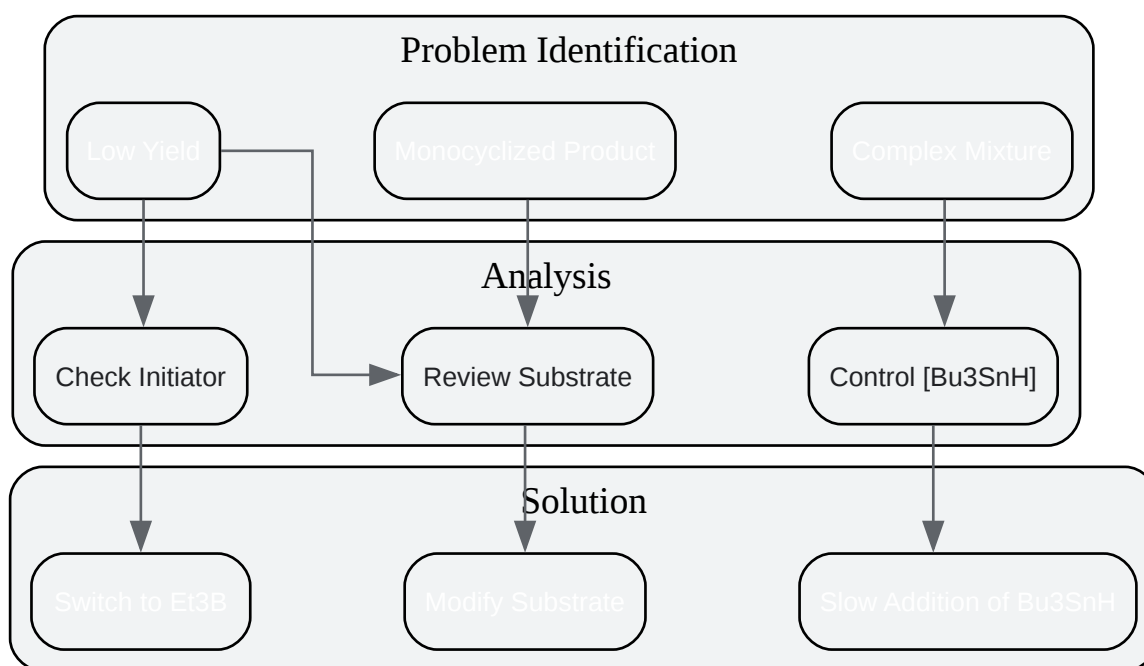 Problem Identification
Low Yield
Monocyclized Product
Complex Mixture
Analysis
Check Initiator
Review Substrate
Control [Bu3SnH]
Solution
Switch to Et3B
Modify Substrate
Slow Addition of Bu3SnH